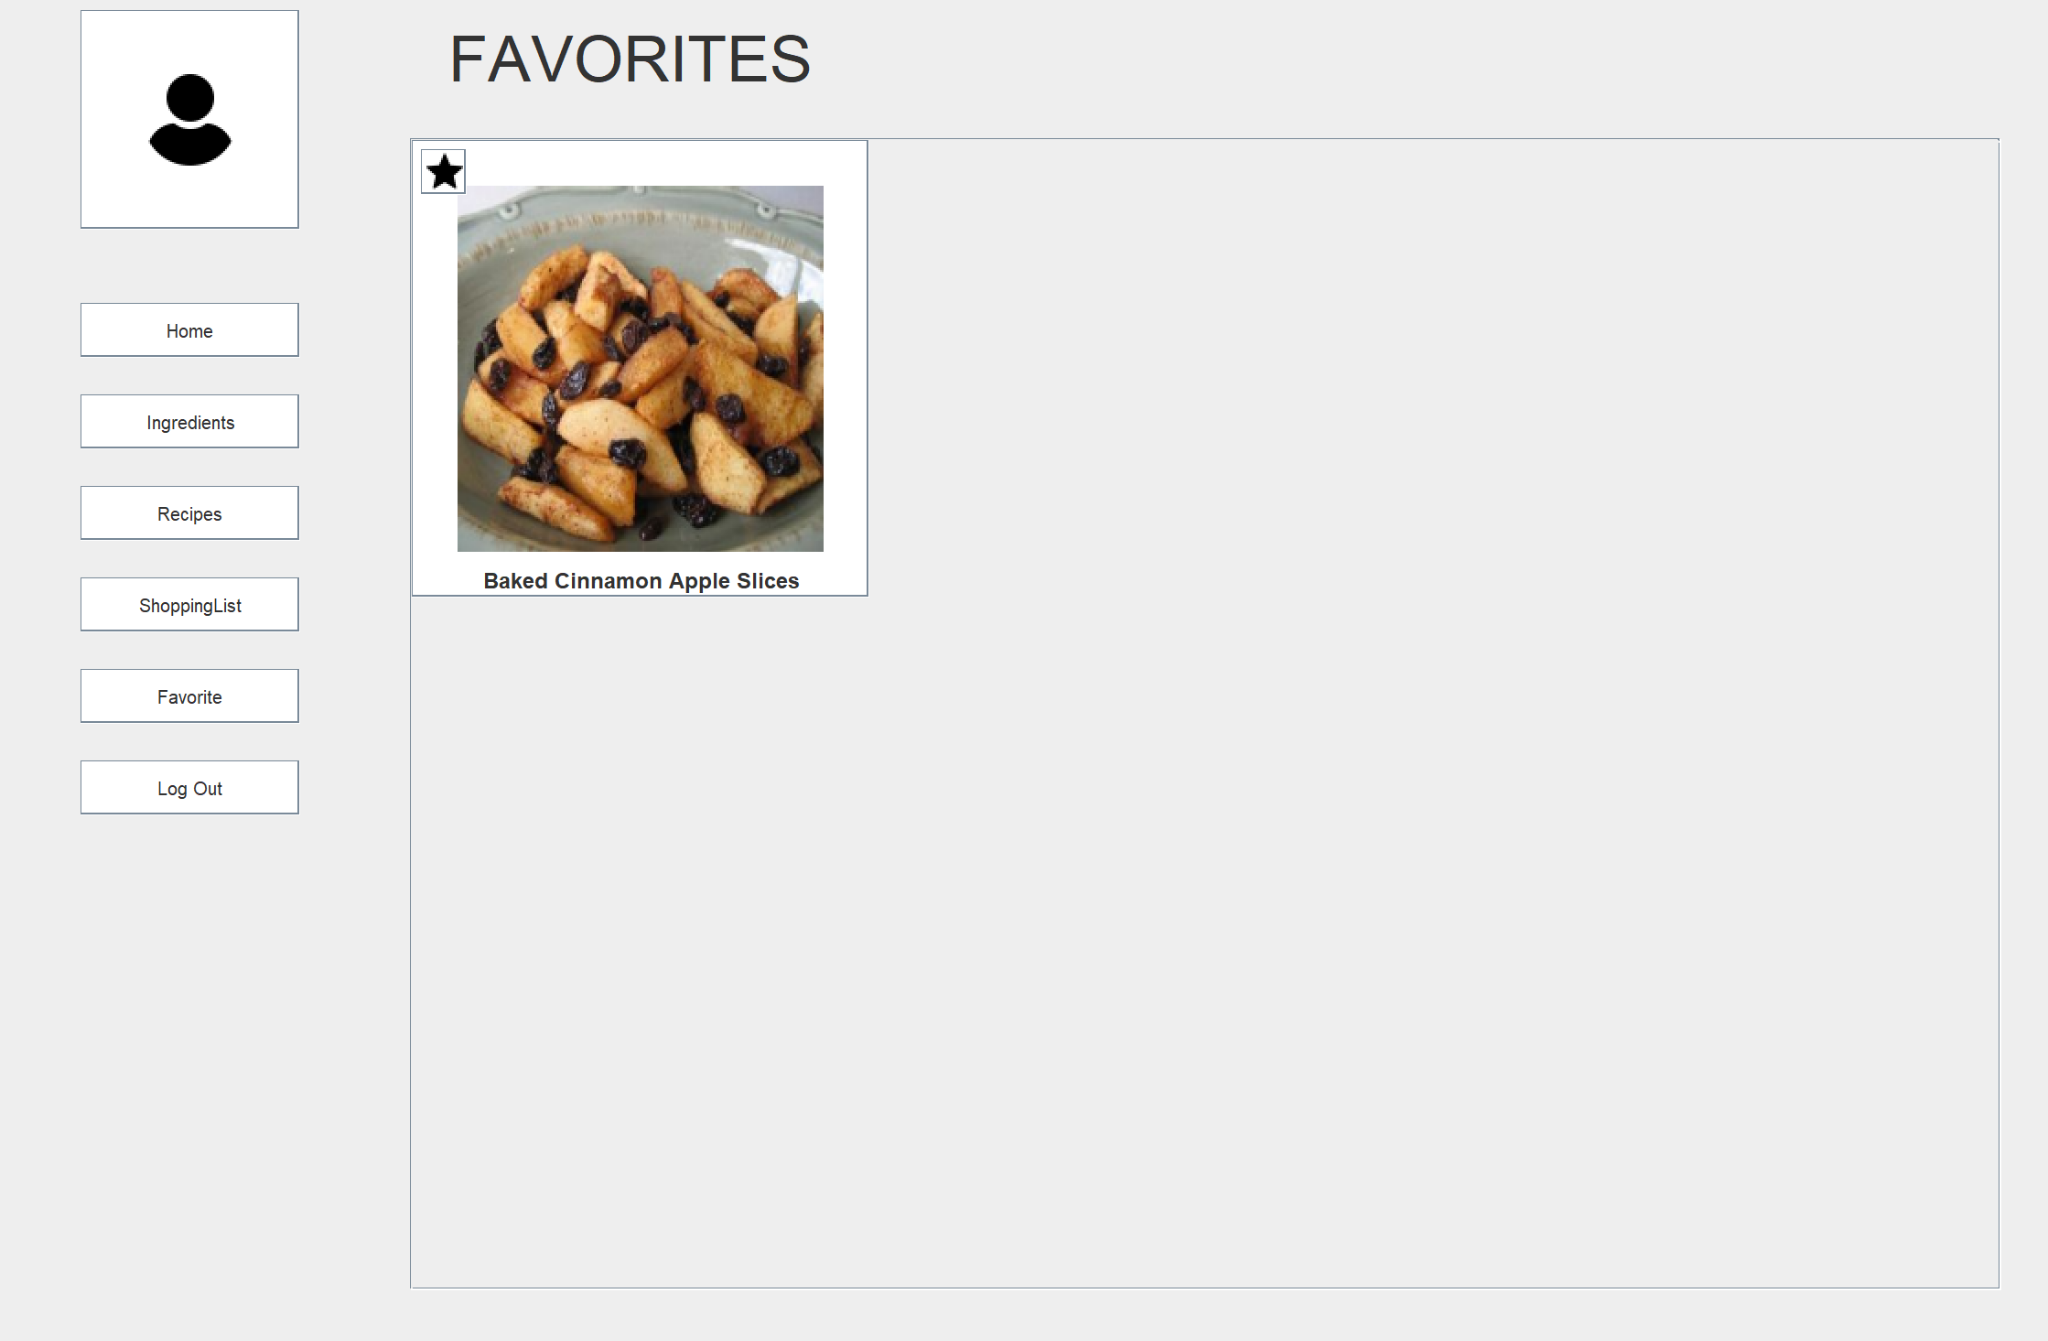 FAVORITES
Home
Ingredients
Recipes
ShoppingList
Favorite
Log Out
Baked Cinnamon Apple Slices